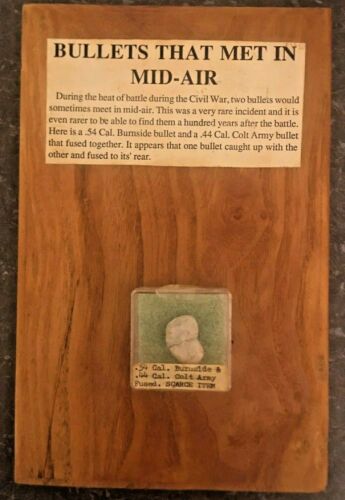 BULLETS THAT MET IN
MID-AIR
During the heat of battle during the Civil War, two bullets would
sometimes meet in mid-air. This was a very rare incident and it is
even rarer to be able to find them a hundred years after the battle.
Here is a .54 Cal. Burnside bullet and a .44 Cal. Colt Army bullet
that fused together. It appears that one bullet caught up with the
other and fused to its' rear.
.54 Cal. Burnside &
.44 Cal. Colt Army
Fused. SCARCE ITEM